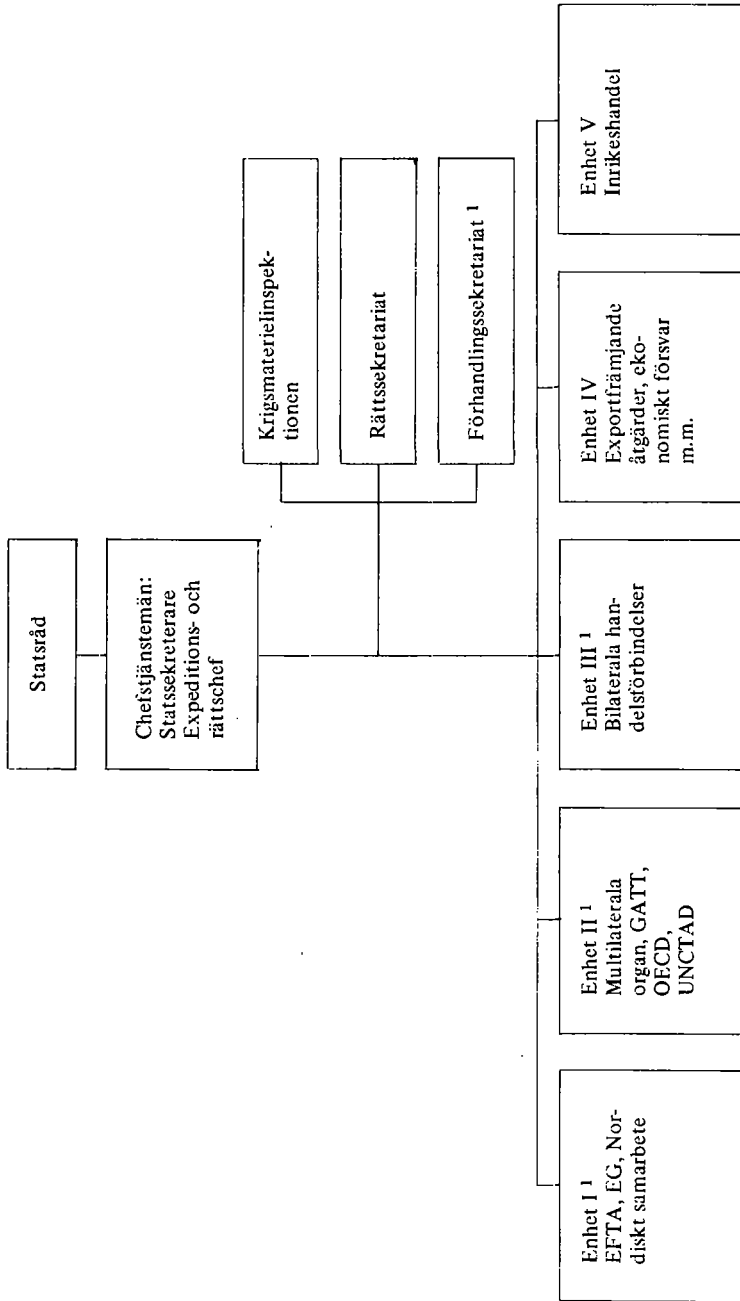 Statsråd
Chefstjänstemän:
Statssekreterare
Expeditions- och
rättschef
Krigsmaterielinspek-
tionen
Rättssekretariat
Förhandlingssekretariat ¹
Enhet I ¹
EFTA, EG, Nor-
diskt samarbete
Enhet II ¹
Multilaterala
organ, GATT,
OECD,
UNCTAD
Enhet III ¹
Bilaterala han-
delsförbindelser
Enhet IV
Exportfrämjande
åtgärder, eko-
nomiskt försvar
m.m.
Enhet V
Inrikeshandel